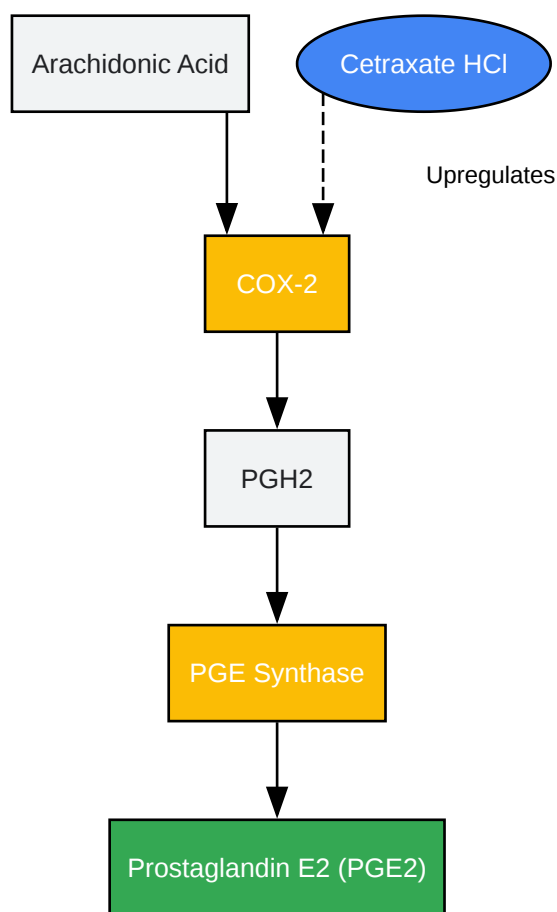 Arachidonic Acid
Cetraxate HCl
Upregulates
COX-2
PGH2
PGE Synthase
Prostaglandin E2 (PGE2)